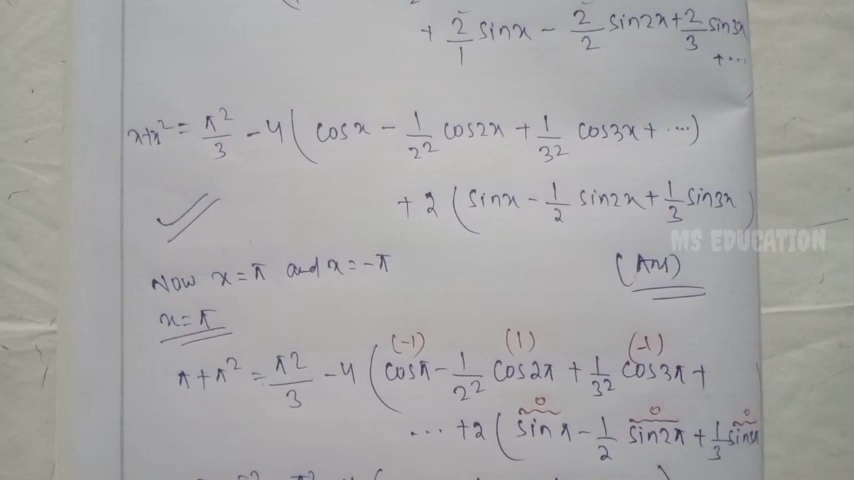 + 2/1 sinx - 2/2 sin2x + 2/3 sin3x
+ ...
x+x² = π²/3 - 4 ( cosx - 1/2² cos2x + 1/3² cos3x + ....)
+ 2 ( sinx - 1/2 sin2x + 1/3 sin3x )
MS EDUCATION
Now x = π and x = -π (Ans)
x = π
(-1) (1) (-1)
π + π² = π²/3 - 4 ( cosπ - 1/2² cos2π + 1/3² cos3π +
0 0 0
... + 2 ( sinπ - 1/2 sin2π + 1/3 sin3π